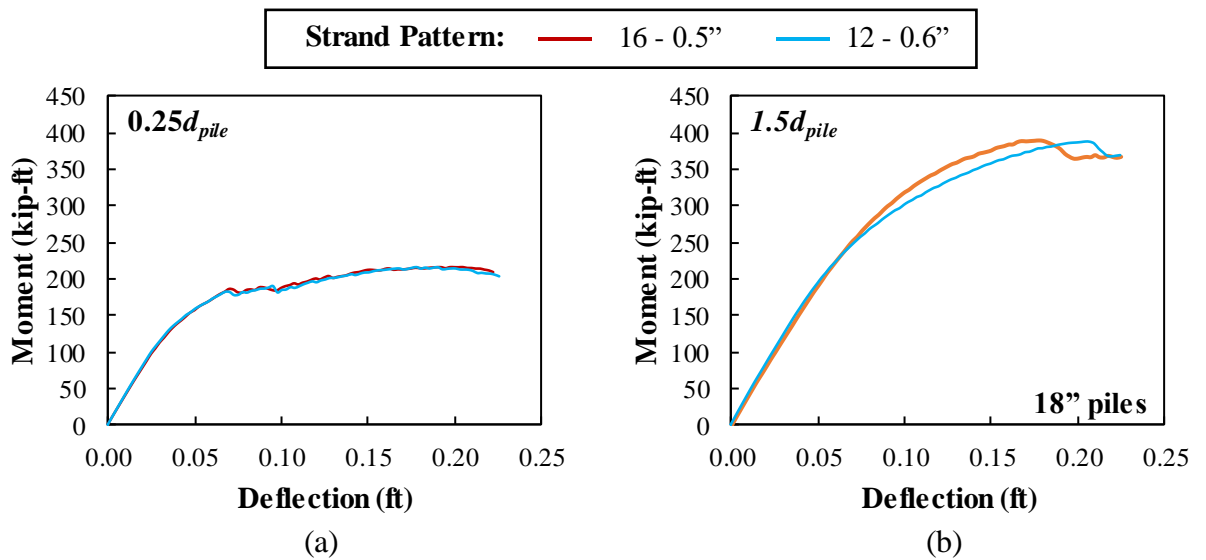 Strand Pattern: 16 - 0.5” 12 - 0.6”
0.25dpile
Moment (kip-ft)
450
400
350
300
250
200
150
100
50
0
0.00 0.05 0.10 0.15 0.20 0.25
Deflection (ft)
(a)
1.5dpile
Moment (kip-ft)
450
400
350
300
250
200
150
100
50
0
18” piles
0.00 0.05 0.10 0.15 0.20 0.25
Deflection (ft)
(b)